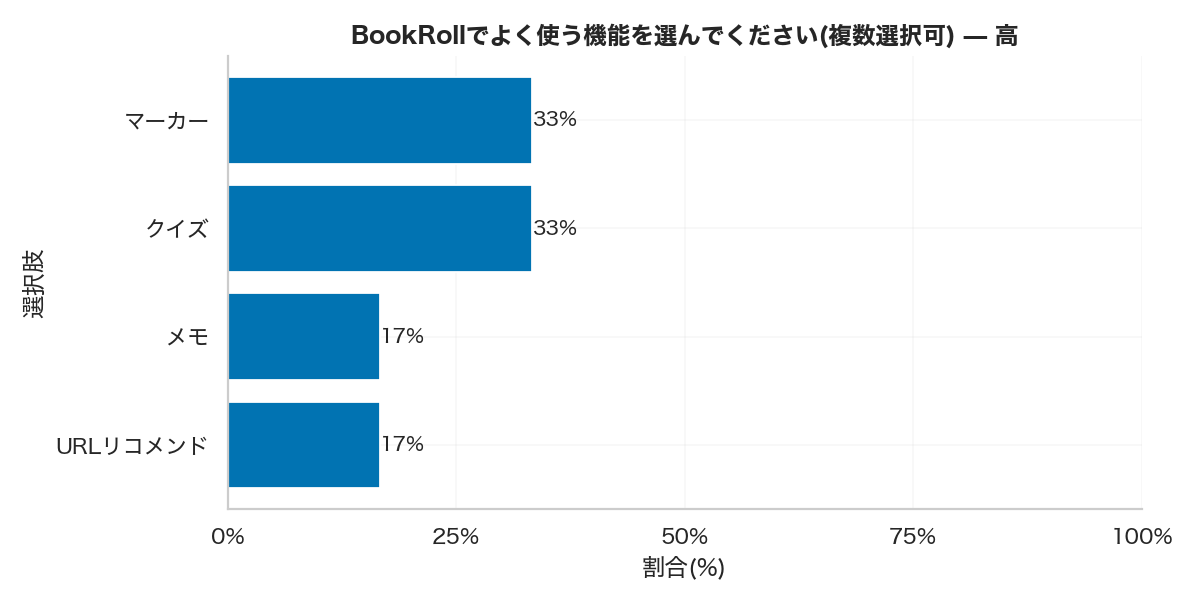 BookRollでよく使う機能を選んでください(複数選択可) — 高
マーカー
33%
クイズ
33%
メモ
17%
URLリコメンド
17%
選択肢
0%
25%
50%
75%
100%
割合(%)